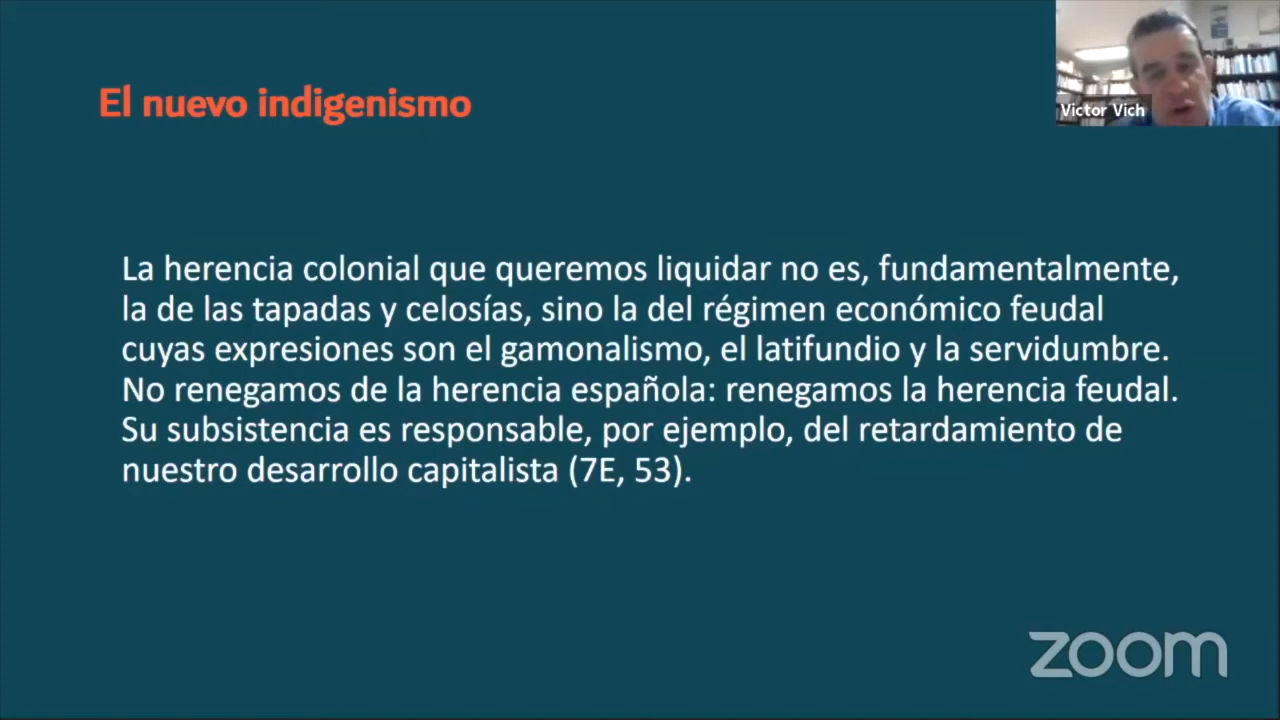 El nuevo indigenismo
Victor Vich
La herencia colonial que queremos liquidar no es, fundamentalmente,
la de las tapadas y celosías, sino la del régimen económico feudal
cuyas expresiones son el gamonalismo, el latifundio y la servidumbre.
No renegamos de la herencia española: renegamos la herencia feudal.
Su subsistencia es responsable, por ejemplo, del retardamiento de
nuestro desarrollo capitalista (7E, 53).
zoom